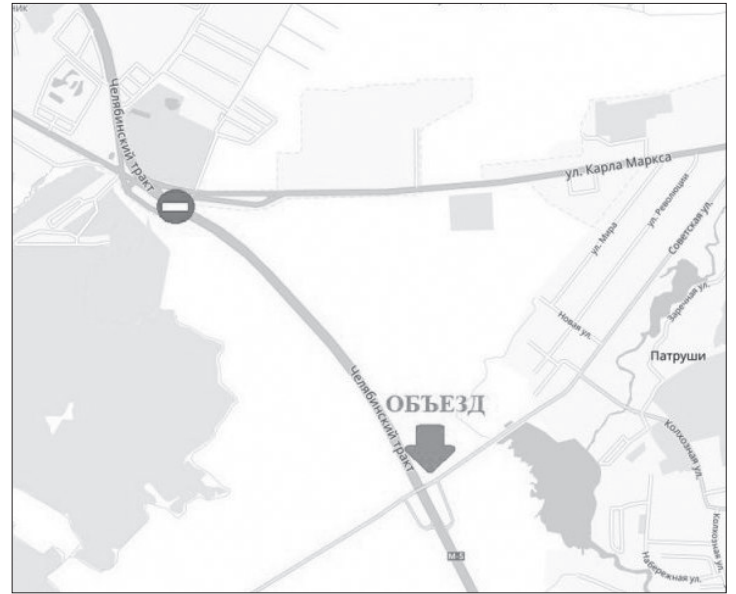 ник
Челябинский тракт
ул. Карла Маркса
ул. Мира
ул. Революции
Советская ул.
Заречная ул.
Новая ул.
Патруши
Челябинский тракт
ОБЪЕЗД
Колхозная ул.
Колхозная ул.
М-5
Набережная ул.